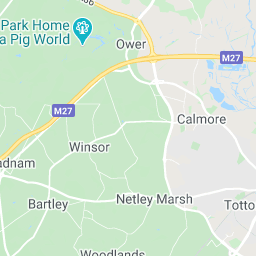 Park Home
a Pig World
Ower
M27
M27
Calmore
Winsor
dnam
Bartley
Netley Marsh
Totto
Woodlands